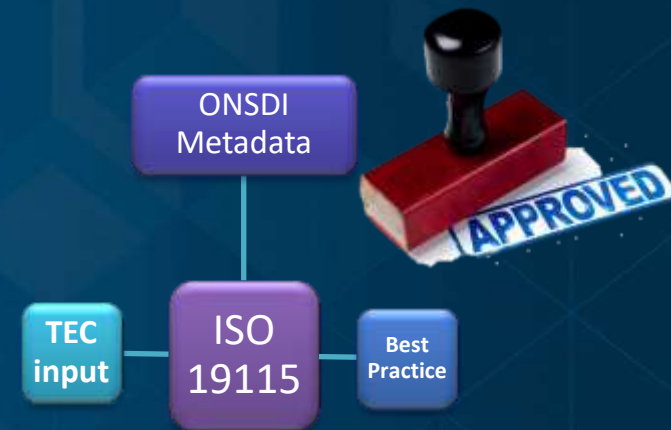 ONSDI
Metadata
APPROVED
TEC
input
ISO
19115
Best
Practice